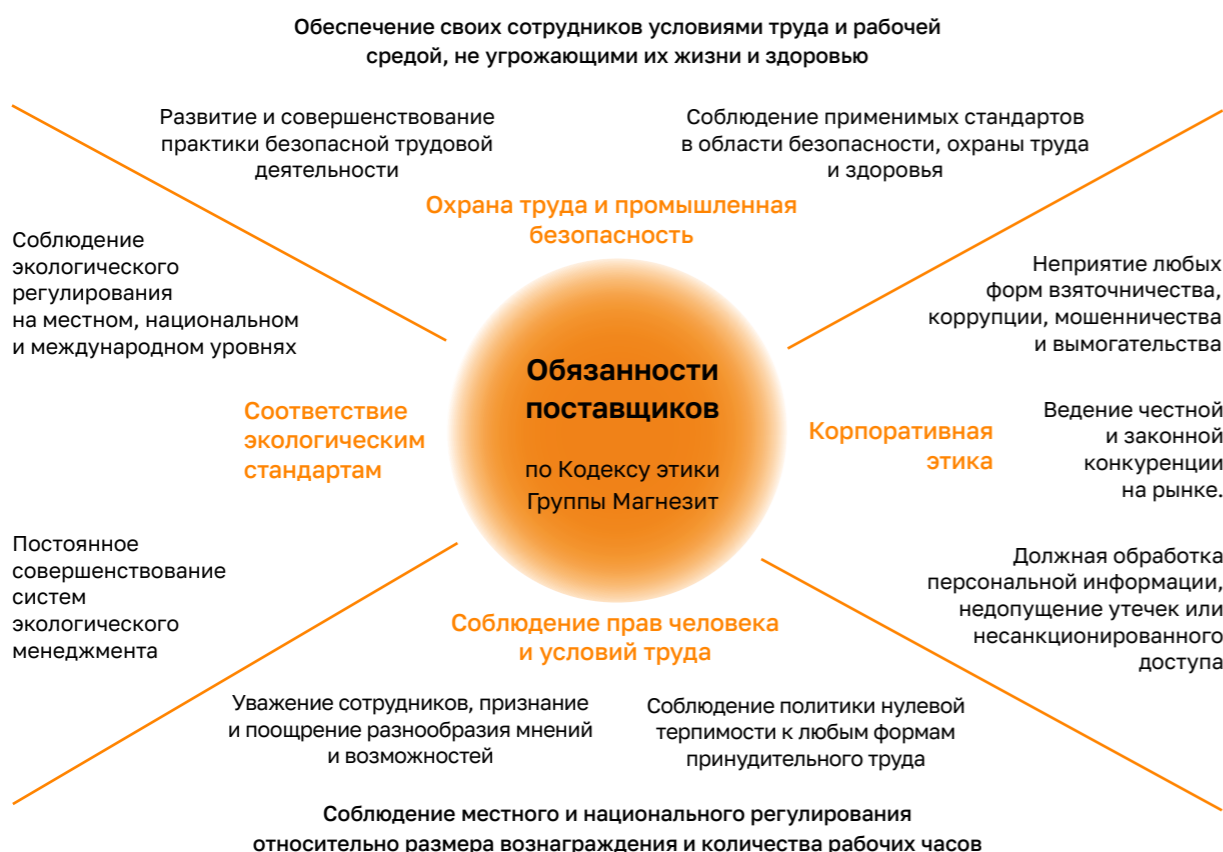 Обеспечение своих сотрудников условиями труда и рабочей
средой, не угрожающими их жизни и здоровью
Развитие и совершенствование
практики безопасной трудовой
деятельности
Соблюдение применимых стандартов
в области безопасности, охраны труда
и здоровья
Охрана труда и промышленная
безопасность
Соблюдение
экологического
регулирования
на местном, национальном
и международном уровнях
Неприятие любых
форм взяточничества,
коррупции, мошенничества
и вымогательства
Обязанности
поставщиков
по Кодексу этики
Группы Магнезит
Соответствие
экологическим
стандартам
Корпоративная
этика
Ведение честной
и законной
конкуренции
на рынке.
Постоянное
совершенствование
систем
экологического
менеджмента
Должная обработка
персональной информации,
недопущение утечек или
несанкционированного
доступа
Соблюдение прав человека
и условий труда
Уважение сотрудников, признание
и поощрение разнообразия мнений
и возможностей
Соблюдение политики нулевой
терпимости к любым формам
принудительного труда
Соблюдение местного и национального регулирования
относительно размера вознаграждения и количества рабочих часов